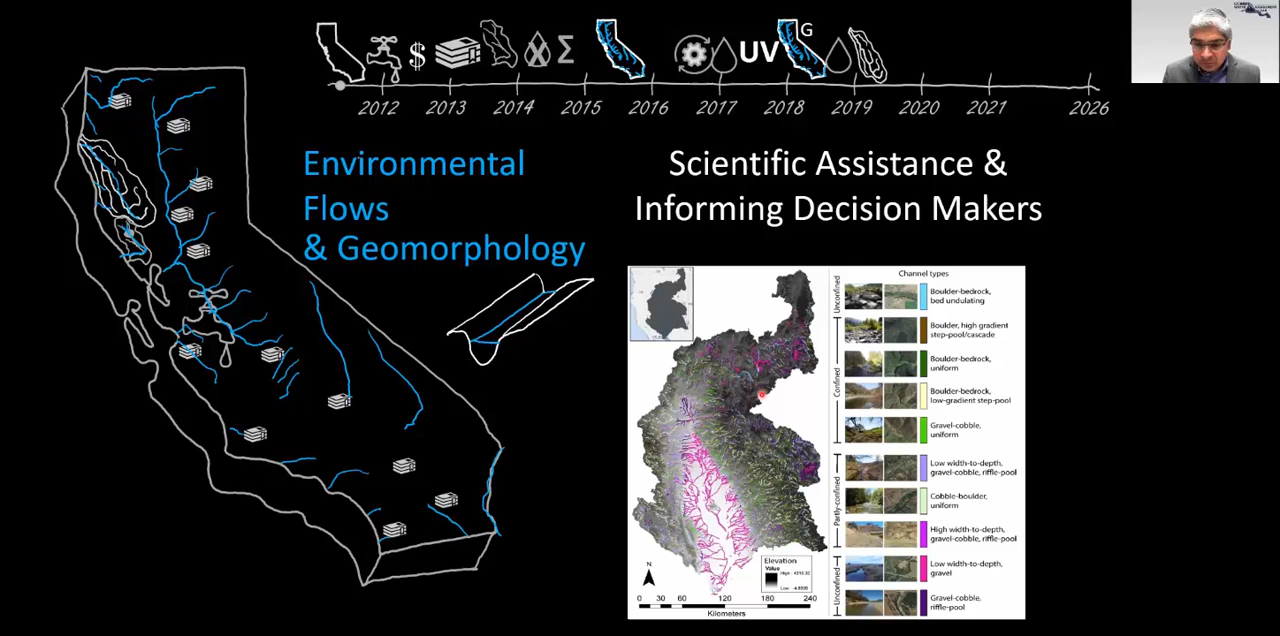 $
Σ
UV
G
2012 2013 2014 2015 2016 2017 2018 2019 2020 2021 2026
Environmental
Flows
& Geomorphology
Scientific Assistance &
Informing Decision Makers
Channel types
Unconfined
Boulder-bedrock,
bed undulating
Confined
Boulder, high gradient
step-pool/cascade
Boulder-bedrock,
uniform
Boulder-bedrock,
low-gradient step-pool
Gravel-cobble,
uniform
Partly-confined
Low width-to-depth,
gravel-cobble, riffle-pool
Cobble-boulder,
uniform
High width-to-depth,
gravel-cobble, riffle-pool
Unconfined
Low width-to-depth,
gravel
Gravel-cobble,
riffle-pool
Elevation
Value
N
0 30 60 120 180 240
Kilometers